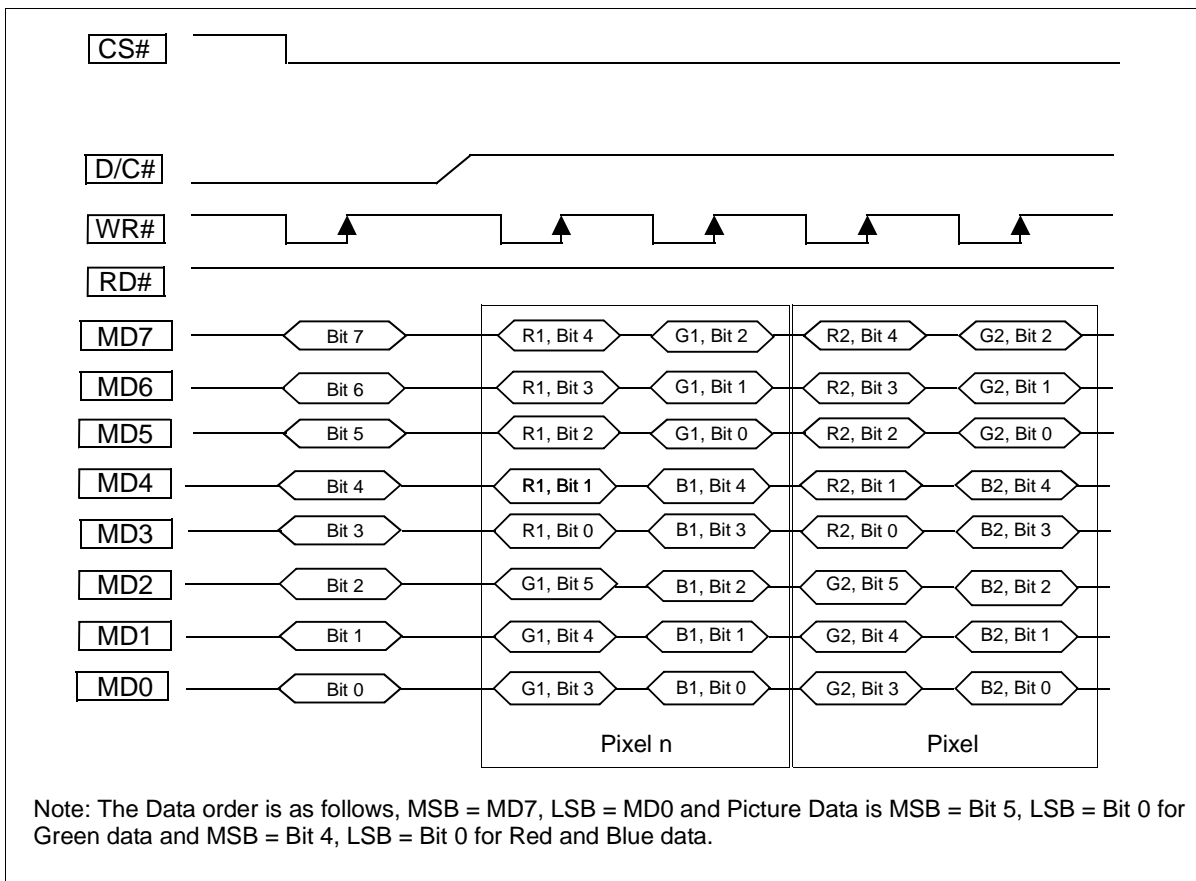 CS#
D/C#
WR#
RD#
MD7 Bit 7 R1, Bit 4 G1, Bit 2 R2, Bit 4 G2, Bit 2
MD6 Bit 6 R1, Bit 3 G1, Bit 1 R2, Bit 3 G2, Bit 1
MD5 Bit 5 R1, Bit 2 G1, Bit 0 R2, Bit 2 G2, Bit 0
MD4 Bit 4 R1, Bit 1 B1, Bit 4 R2, Bit 1 B2, Bit 4
MD3 Bit 3 R1, Bit 0 B1, Bit 3 R2, Bit 0 B2, Bit 3
MD2 Bit 2 G1, Bit 5 B1, Bit 2 G2, Bit 5 B2, Bit 2
MD1 Bit 1 G1, Bit 4 B1, Bit 1 G2, Bit 4 B2, Bit 1
MD0 Bit 0 G1, Bit 3 B1, Bit 0 G2, Bit 3 B2, Bit 0
Pixel n Pixel
Note: The Data order is as follows, MSB = MD7, LSB = MD0 and Picture Data is MSB = Bit 5, LSB = Bit 0 for
Green data and MSB = Bit 4, LSB = Bit 0 for Red and Blue data.